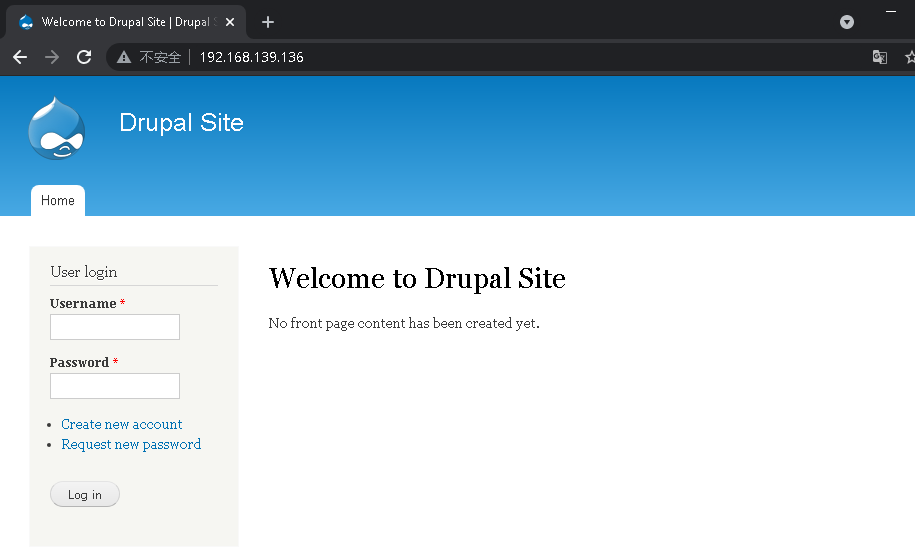 Welcome to Drupal Site | Drupal S
不安全
192.168.139.136
Drupal Site
Home
User login
Username *
Password *
Create new account
Request new password
Log in
Welcome to Drupal Site
No front page content has been created yet.